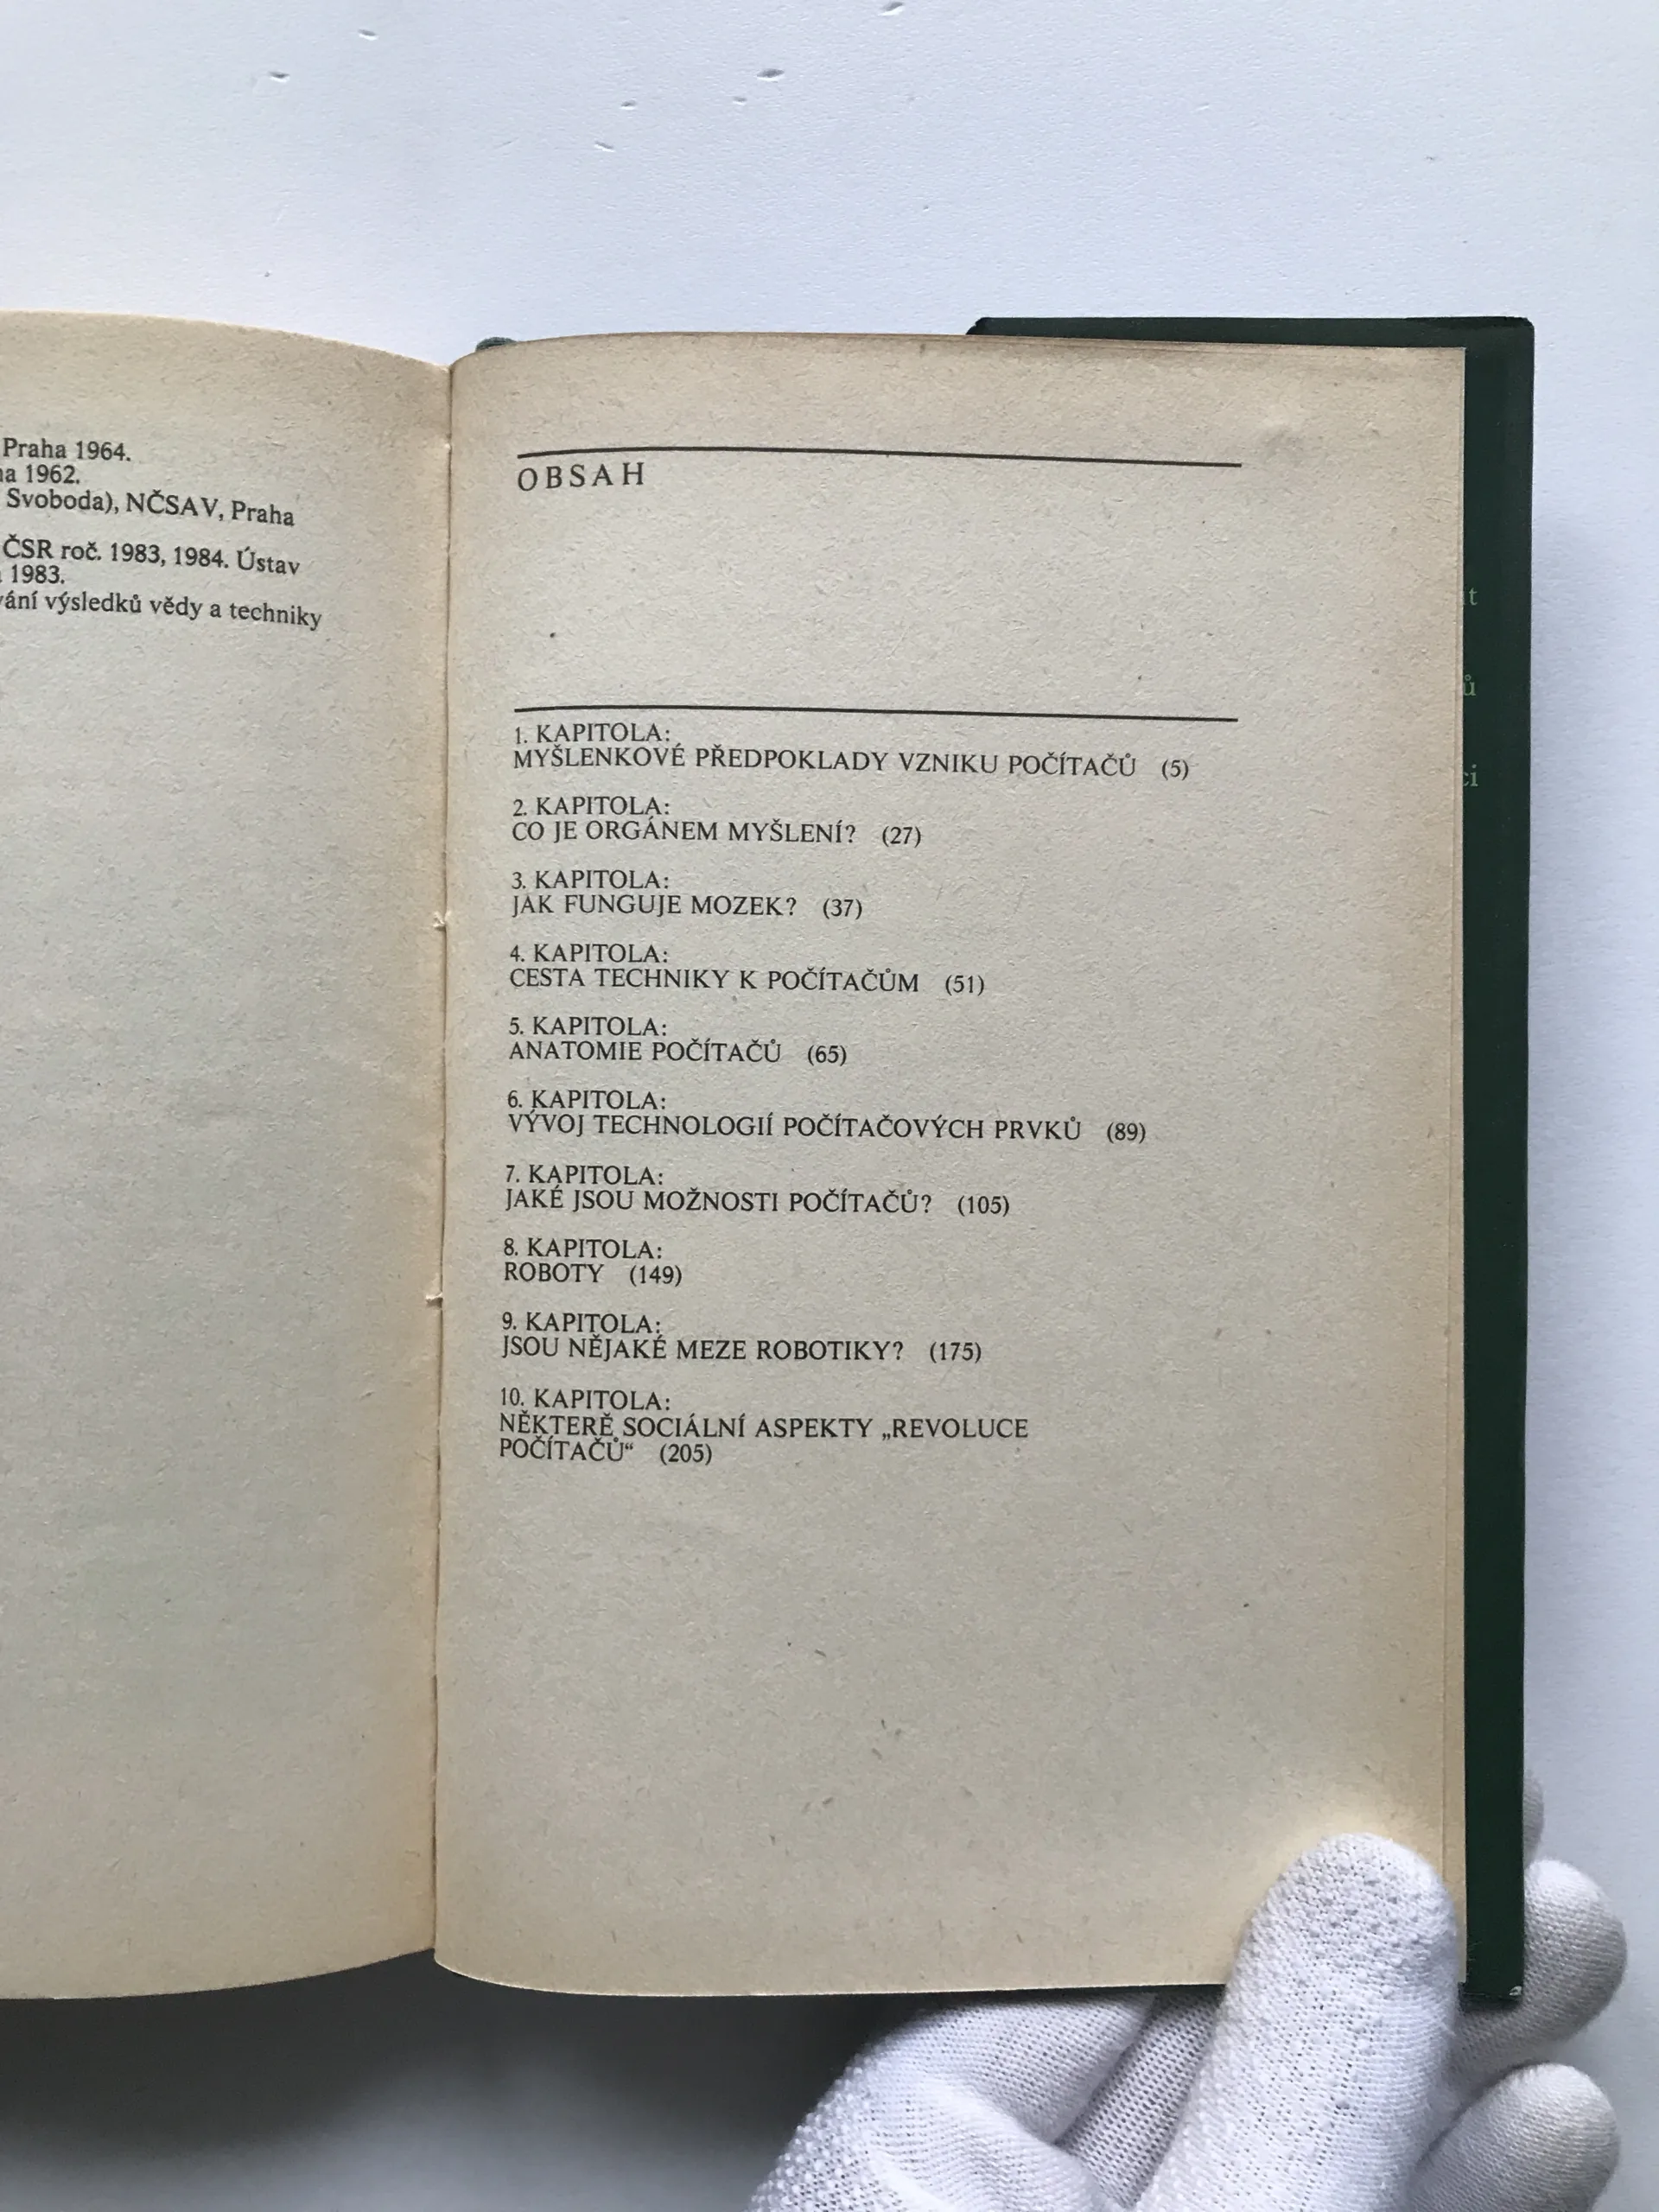 Praha 1964.
1962.
Svoboda), NČSAV, Praha
ČSR roč. 1983, 1984. Ústav
1983.
výsledků vědy a techniky
OBSAH
1. KAPITOLA:
MYŠLENKOVÉ PŘEDPOKLADY VZNIKU POČÍTAČŮ (5)
2. KAPITOLA:
CO JE ORGÁNEM MYŠLENÍ? (27)
3. KAPITOLA:
JAK FUNGUJE MOZEK? (37)
4. KAPITOLA:
CESTA TECHNIKY K POČÍTAČŮM (51)
5. KAPITOLA:
ANATOMIE POČÍTAČŮ (65)
6. KAPITOLA:
VÝVOJ TECHNOLOGIÍ POČÍTAČOVÝCH PRVKŮ (89)
7. KAPITOLA:
JAKÉ JSOU MOŽNOSTI POČÍTAČŮ? (105)
8. KAPITOLA:
ROBOTY (149)
9. KAPITOLA:
JSOU NĚJAKÉ MEZE ROBOTIKY? (175)
10. KAPITOLA:
NĚKTERÉ SOCIÁLNÍ ASPEKTY „REVOLUCE
POČÍTAČŮ“ (205)